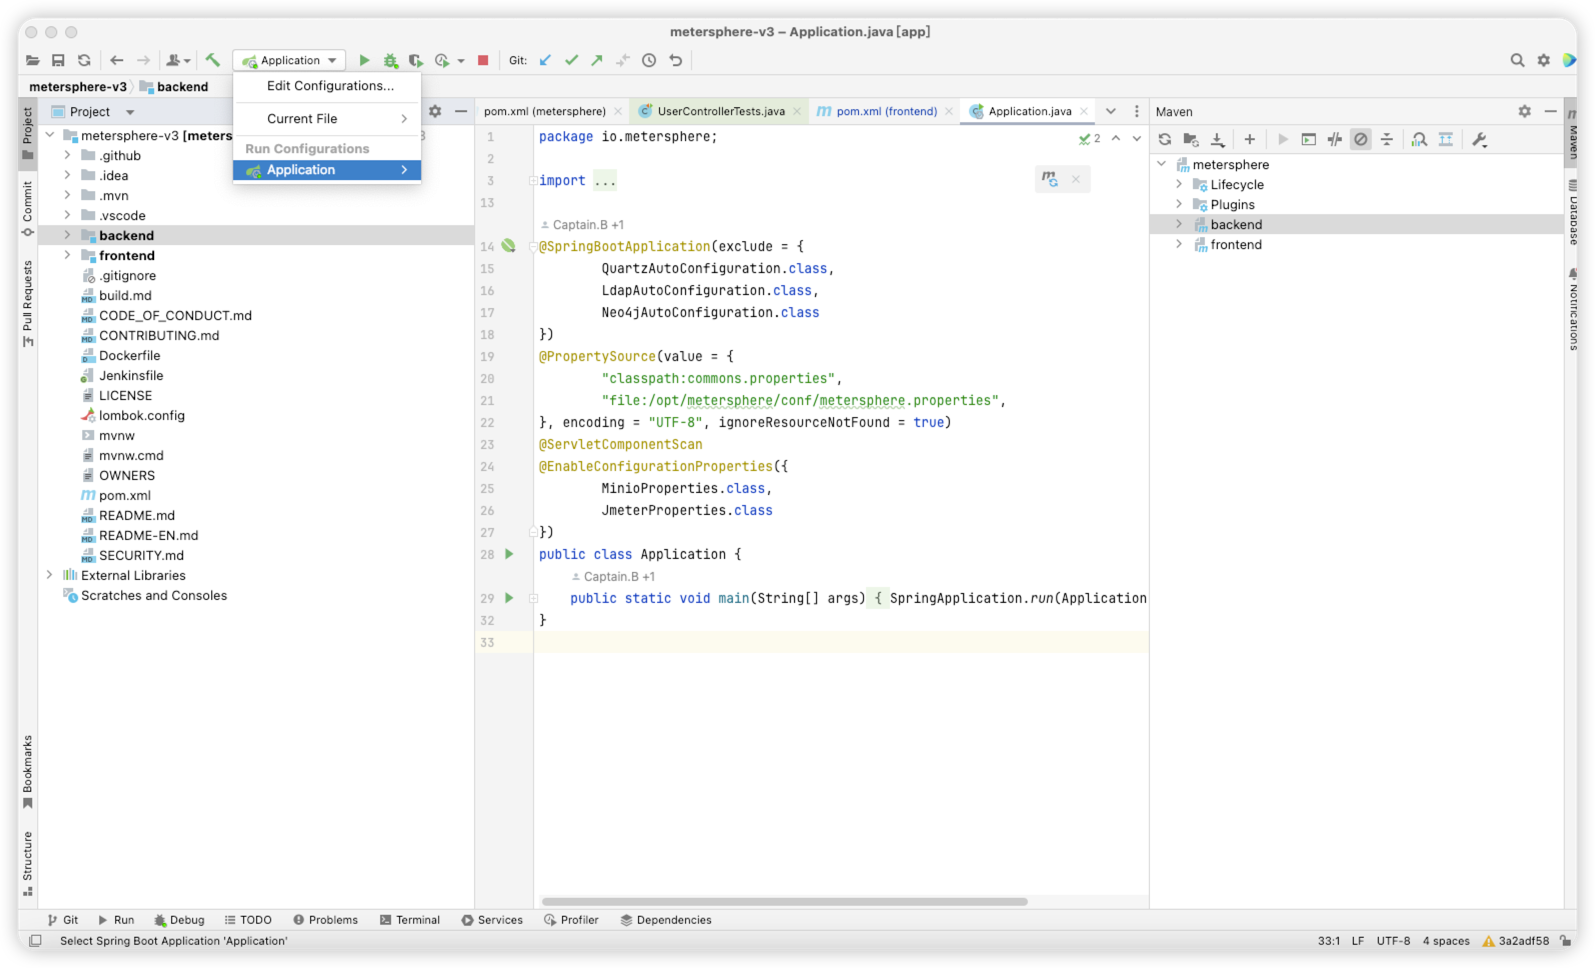 metersphere-v3 – Application.java [app]
Application
Git:
metersphere-v3
backend
Edit Configurations...
Current File
Run Configurations
Application
Project
pom.xml (metersphere)
UserControllerTests.java
pom.xml (frontend)
Application.java
Maven
Project
Commit
Pull Requests
Bookmarks
Structure
metersphere-v3 [meters
.github
.idea
.mvn
.vscode
backend
frontend
.gitignore
build.md
CODE_OF_CONDUCT.md
CONTRIBUTING.md
Dockerfile
Jenkinsfile
LICENSE
lombok.config
mvnw
mvnw.cmd
OWNERS
pom.xml
README.md
README-EN.md
SECURITY.md
External Libraries
Scratches and Consoles
1 package io.metersphere;
2
3 import ...
13
Captain.B +1
14 @SpringBootApplication(exclude = {
15 QuartzAutoConfiguration.class,
16 LdapAutoConfiguration.class,
17 Neo4jAutoConfiguration.class
18 })
19 @PropertySource(value = {
20 "classpath:commons.properties",
21 "file:/opt/metersphere/conf/metersphere.properties",
22 }, encoding = "UTF-8", ignoreResourceNotFound = true)
23 @ServletComponentScan
24 @EnableConfigurationProperties({
25 MinioProperties.class,
26 JmeterProperties.class
27 })
28 public class Application {
Captain.B +1
29 public static void main(String[] args) { SpringApplication.run(Application
32 }
33
2
metersphere
Lifecycle
Plugins
backend
frontend
Maven
Database
Notifications
Git
Run
Debug
TODO
Problems
Terminal
Services
Profiler
Dependencies
Select Spring Boot Application 'Application'
33:1 LF UTF-8 4 spaces 3a2adf58